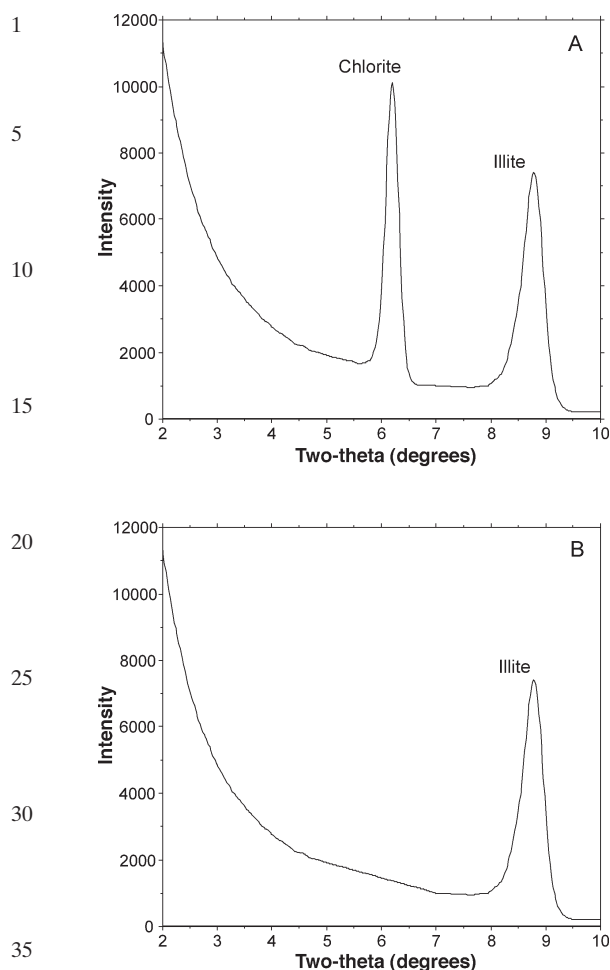 1
5
10
15
20
25
30
35
A
Chlorite
Illite
Intensity
12000
10000
8000
6000
4000
2000
0
2 3 4 5 6 7 8 9 10
Two-theta (degrees)
B
Illite
Intensity
12000
10000
8000
6000
4000
2000
0
2 3 4 5 6 7 8 9 10
Two-theta (degrees)